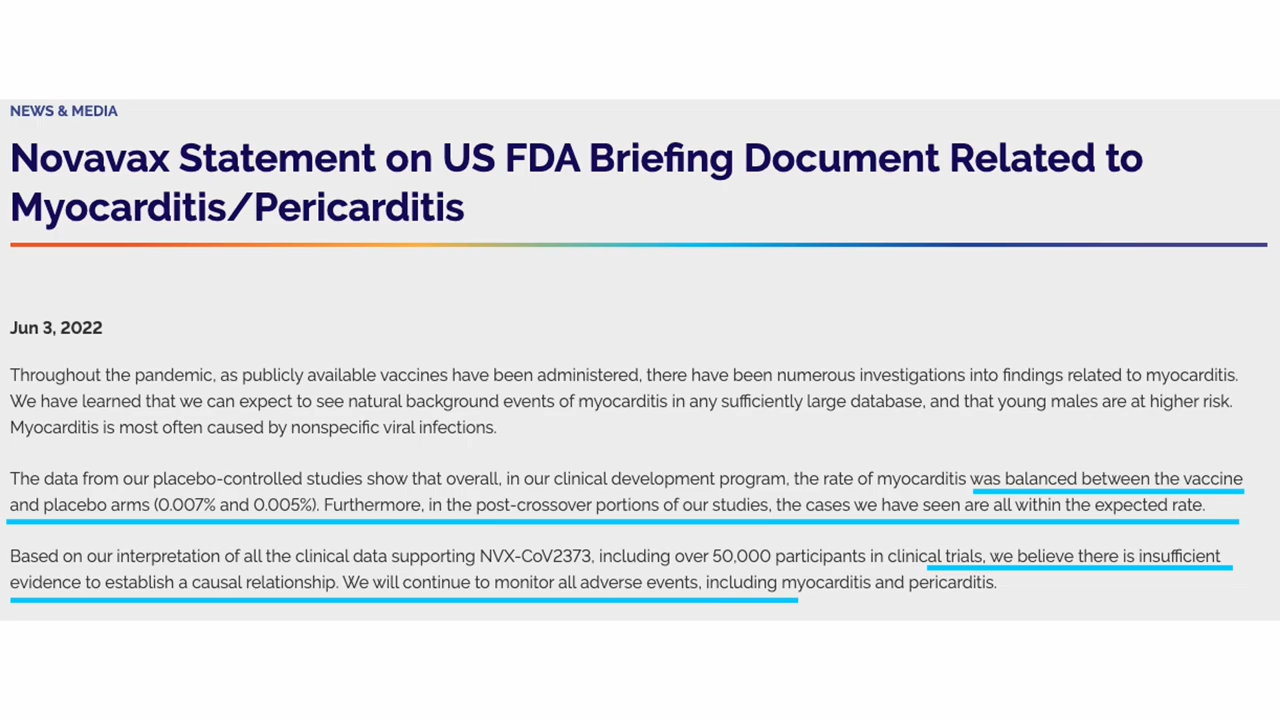 NEWS & MEDIA
Novavax Statement on US FDA Briefing Document Related to
Myocarditis/Pericarditis
Jun 3, 2022
Throughout the pandemic, as publicly available vaccines have been administered, there have been numerous investigations into findings related to myocarditis.
We have learned that we can expect to see natural background events of myocarditis in any sufficiently large database, and that young males are at higher risk.
Myocarditis is most often caused by nonspecific viral infections.
The data from our placebo-controlled studies show that overall, in our clinical development program, the rate of myocarditis was balanced between the vaccine
and placebo arms (0.007% and 0.005%). Furthermore, in the post-crossover portions of our studies, the cases we have seen are all within the expected rate.
Based on our interpretation of all the clinical data supporting NVX-CoV2373, including over 50,000 participants in clinical trials, we believe there is insufficient
evidence to establish a causal relationship. We will continue to monitor all adverse events, including myocarditis and pericarditis.